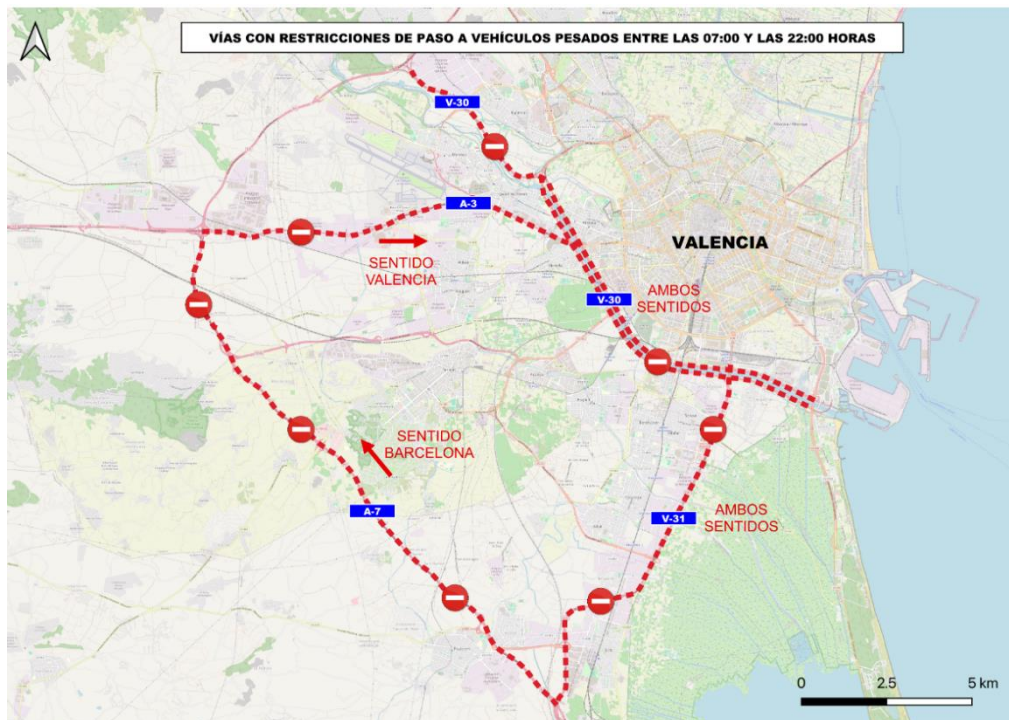 VÍAS CON RESTRICCIONES DE PASO A VEHÍCULOS PESADOS ENTRE LAS 07:00 Y LAS 22:00 HORAS
V-30
A-3
SENTIDO
VALENCIA
VALENCIA
V-30
AMBOS
SENTIDOS
SENTIDO
BARCELONA
A-7
V-31
AMBOS
SENTIDOS
0 2.5 5 km